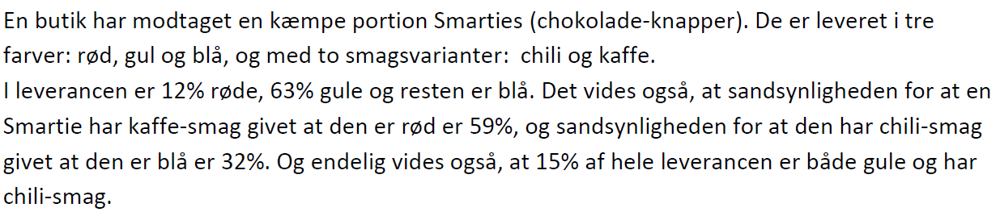 En butik har modtaget en kæmpe portion Smarties (chokolade-knapper). De er leveret i tre
farver: rød, gul og blå, og med to smagsvarianter:  chili og kaffe.
I leverancen er 12% røde, 63% gule og resten er blå. Det vides også, at sandsynligheden for at en
Smartie har kaffe-smag givet at den er rød er 59%, og sandsynligheden for at den har chili-smag
givet at den er blå er 32%. Og endelig vides også, at 15% af hele leverancen er både gule og har
chili-smag.